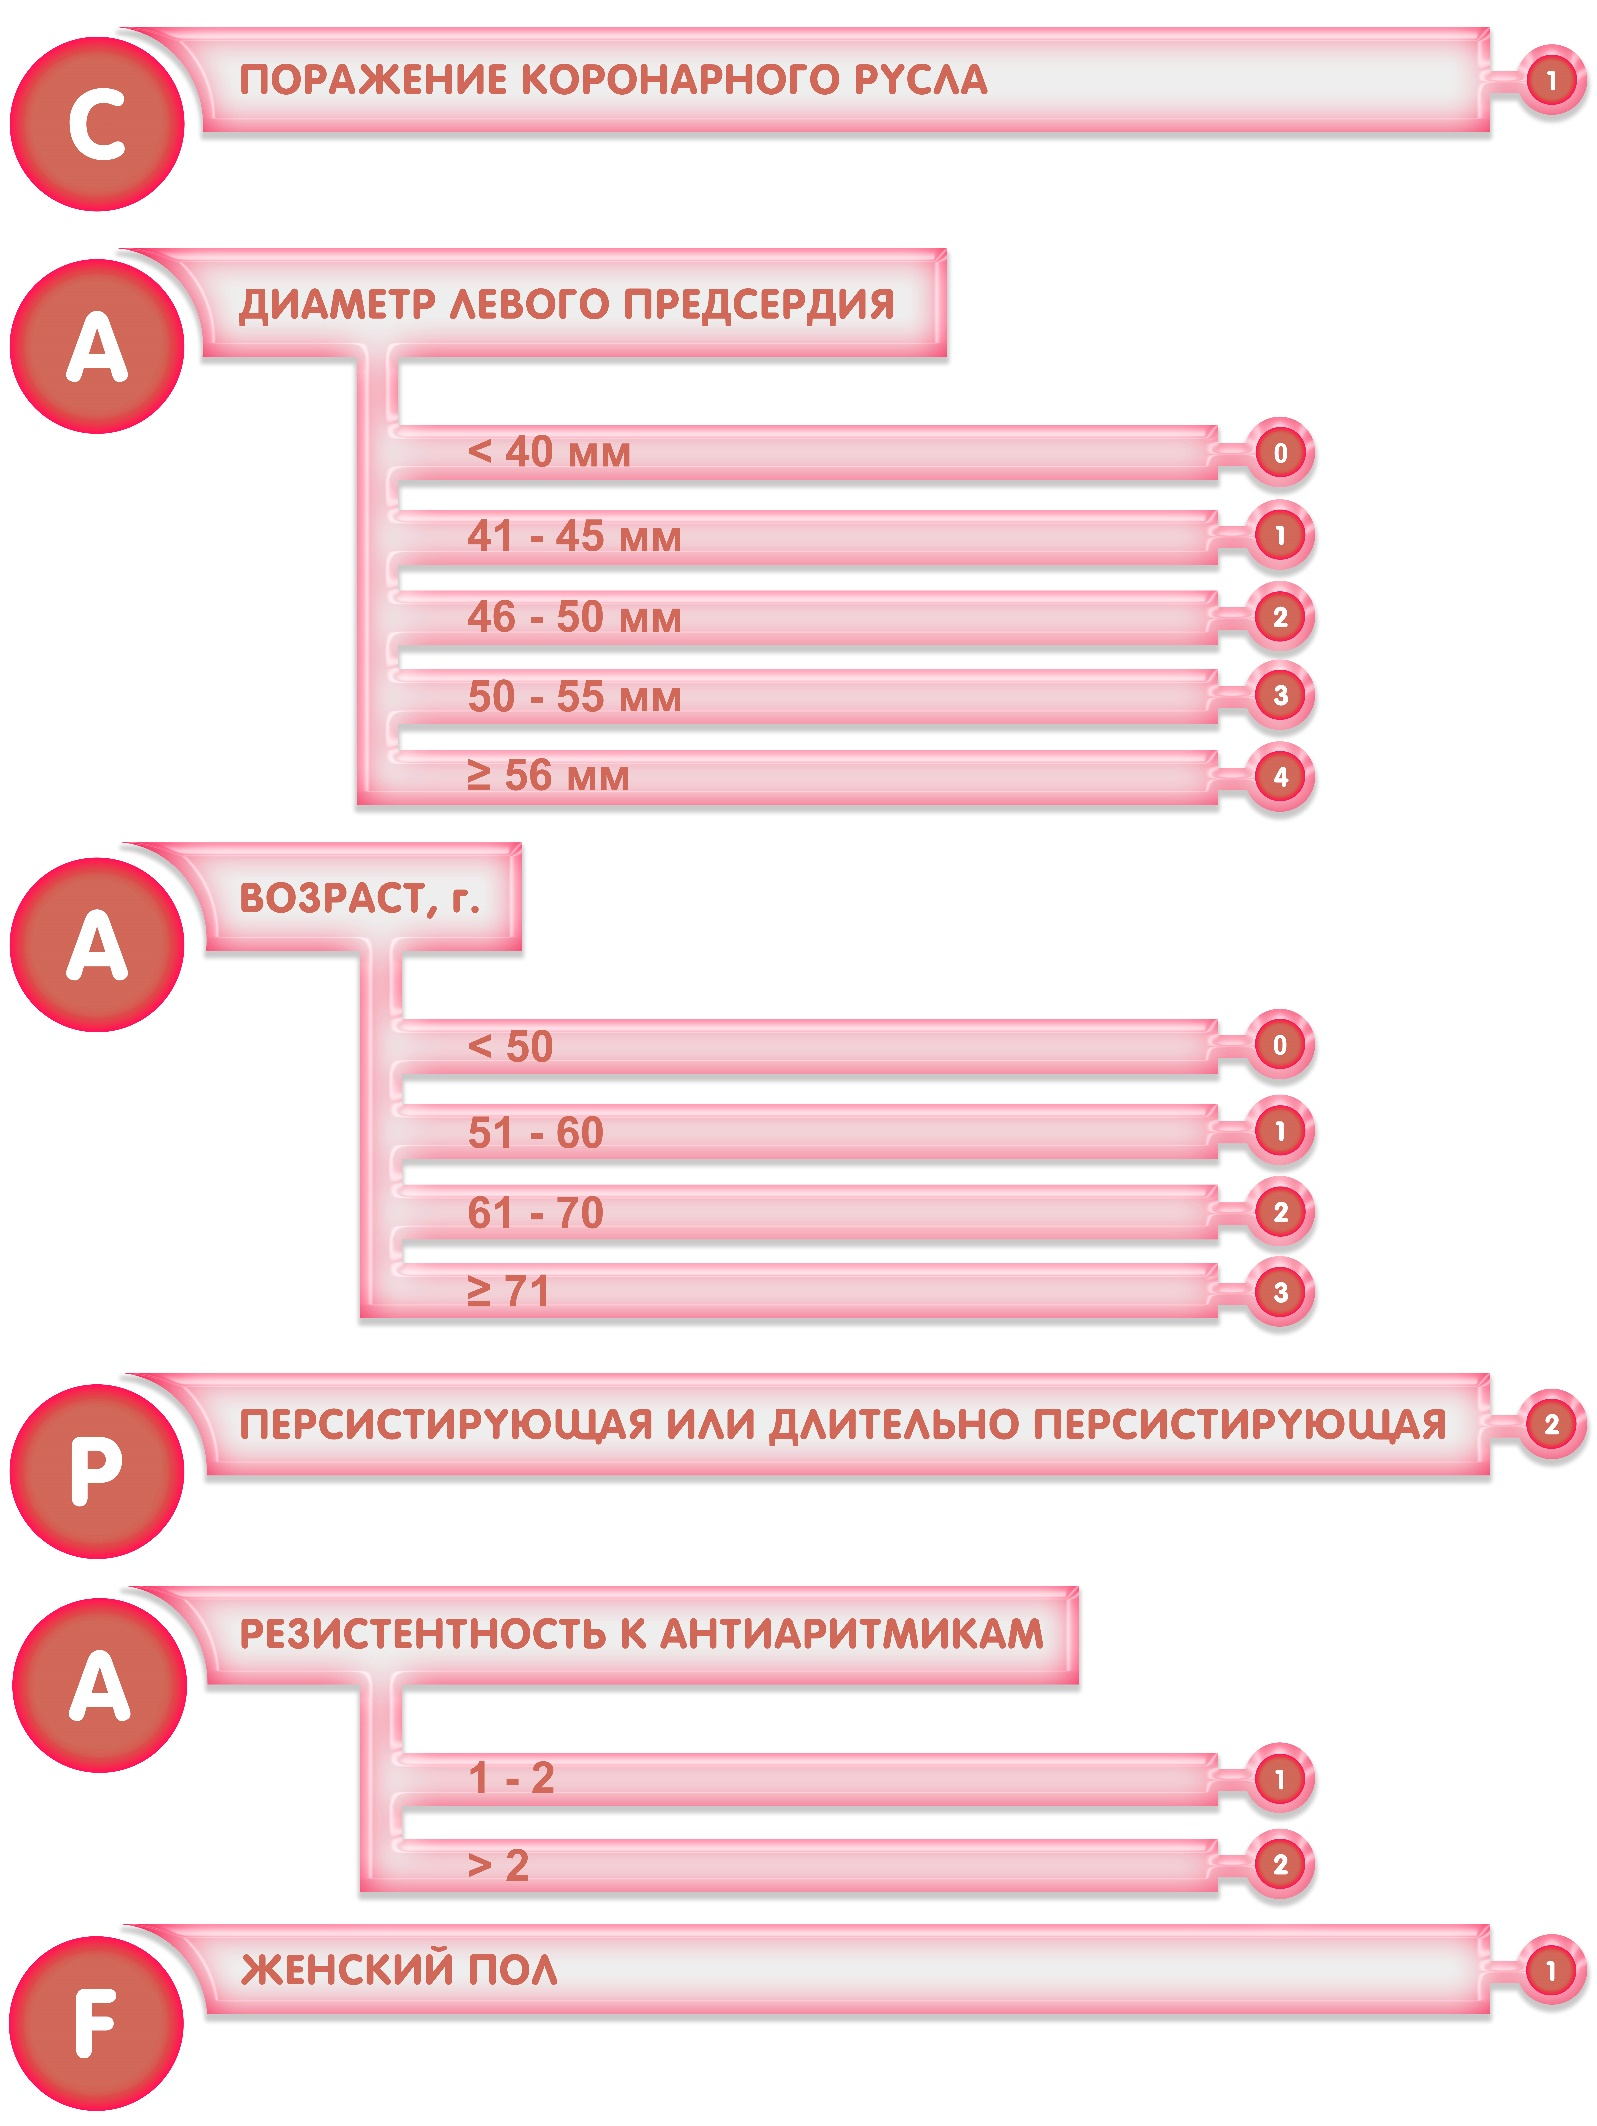 C ПОРАЖЕНИЕ КОРОНАРНОГО РУСЛА 1
A ДИАМЕТР ЛЕВОГО ПРЕДСЕРДИЯ
< 40 мм 0
41 - 45 мм 1
46 - 50 мм 2
50 - 55 мм 3
≥ 56 мм 4
A ВОЗРАСТ, г.
< 50 0
51 - 60 1
61 - 70 2
≥ 71 3
P ПЕРСИСТИРУЮЩАЯ ИЛИ ДЛИТЕЛЬНО ПЕРСИСТИРУЮЩАЯ 2
A РЕЗИСТЕНТНОСТЬ К АНТИАРИТМИКАМ
1 - 2 1
> 2 2
F ЖЕНСКИЙ ПОЛ 1